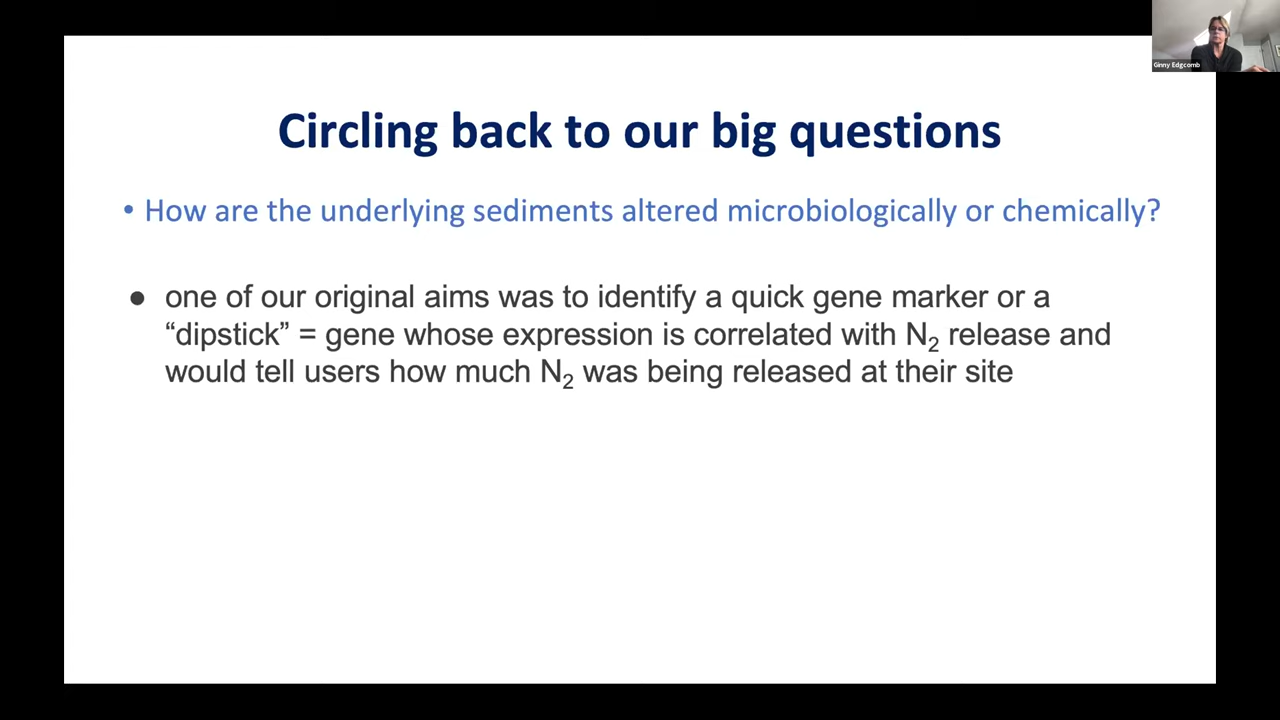 Ginny Edgcomb
Circling back to our big questions
• How are the underlying sediments altered microbiologically or chemically?
● one of our original aims was to identify a quick gene marker or a
“dipstick” = gene whose expression is correlated with N₂ release and
would tell users how much N₂ was being released at their site